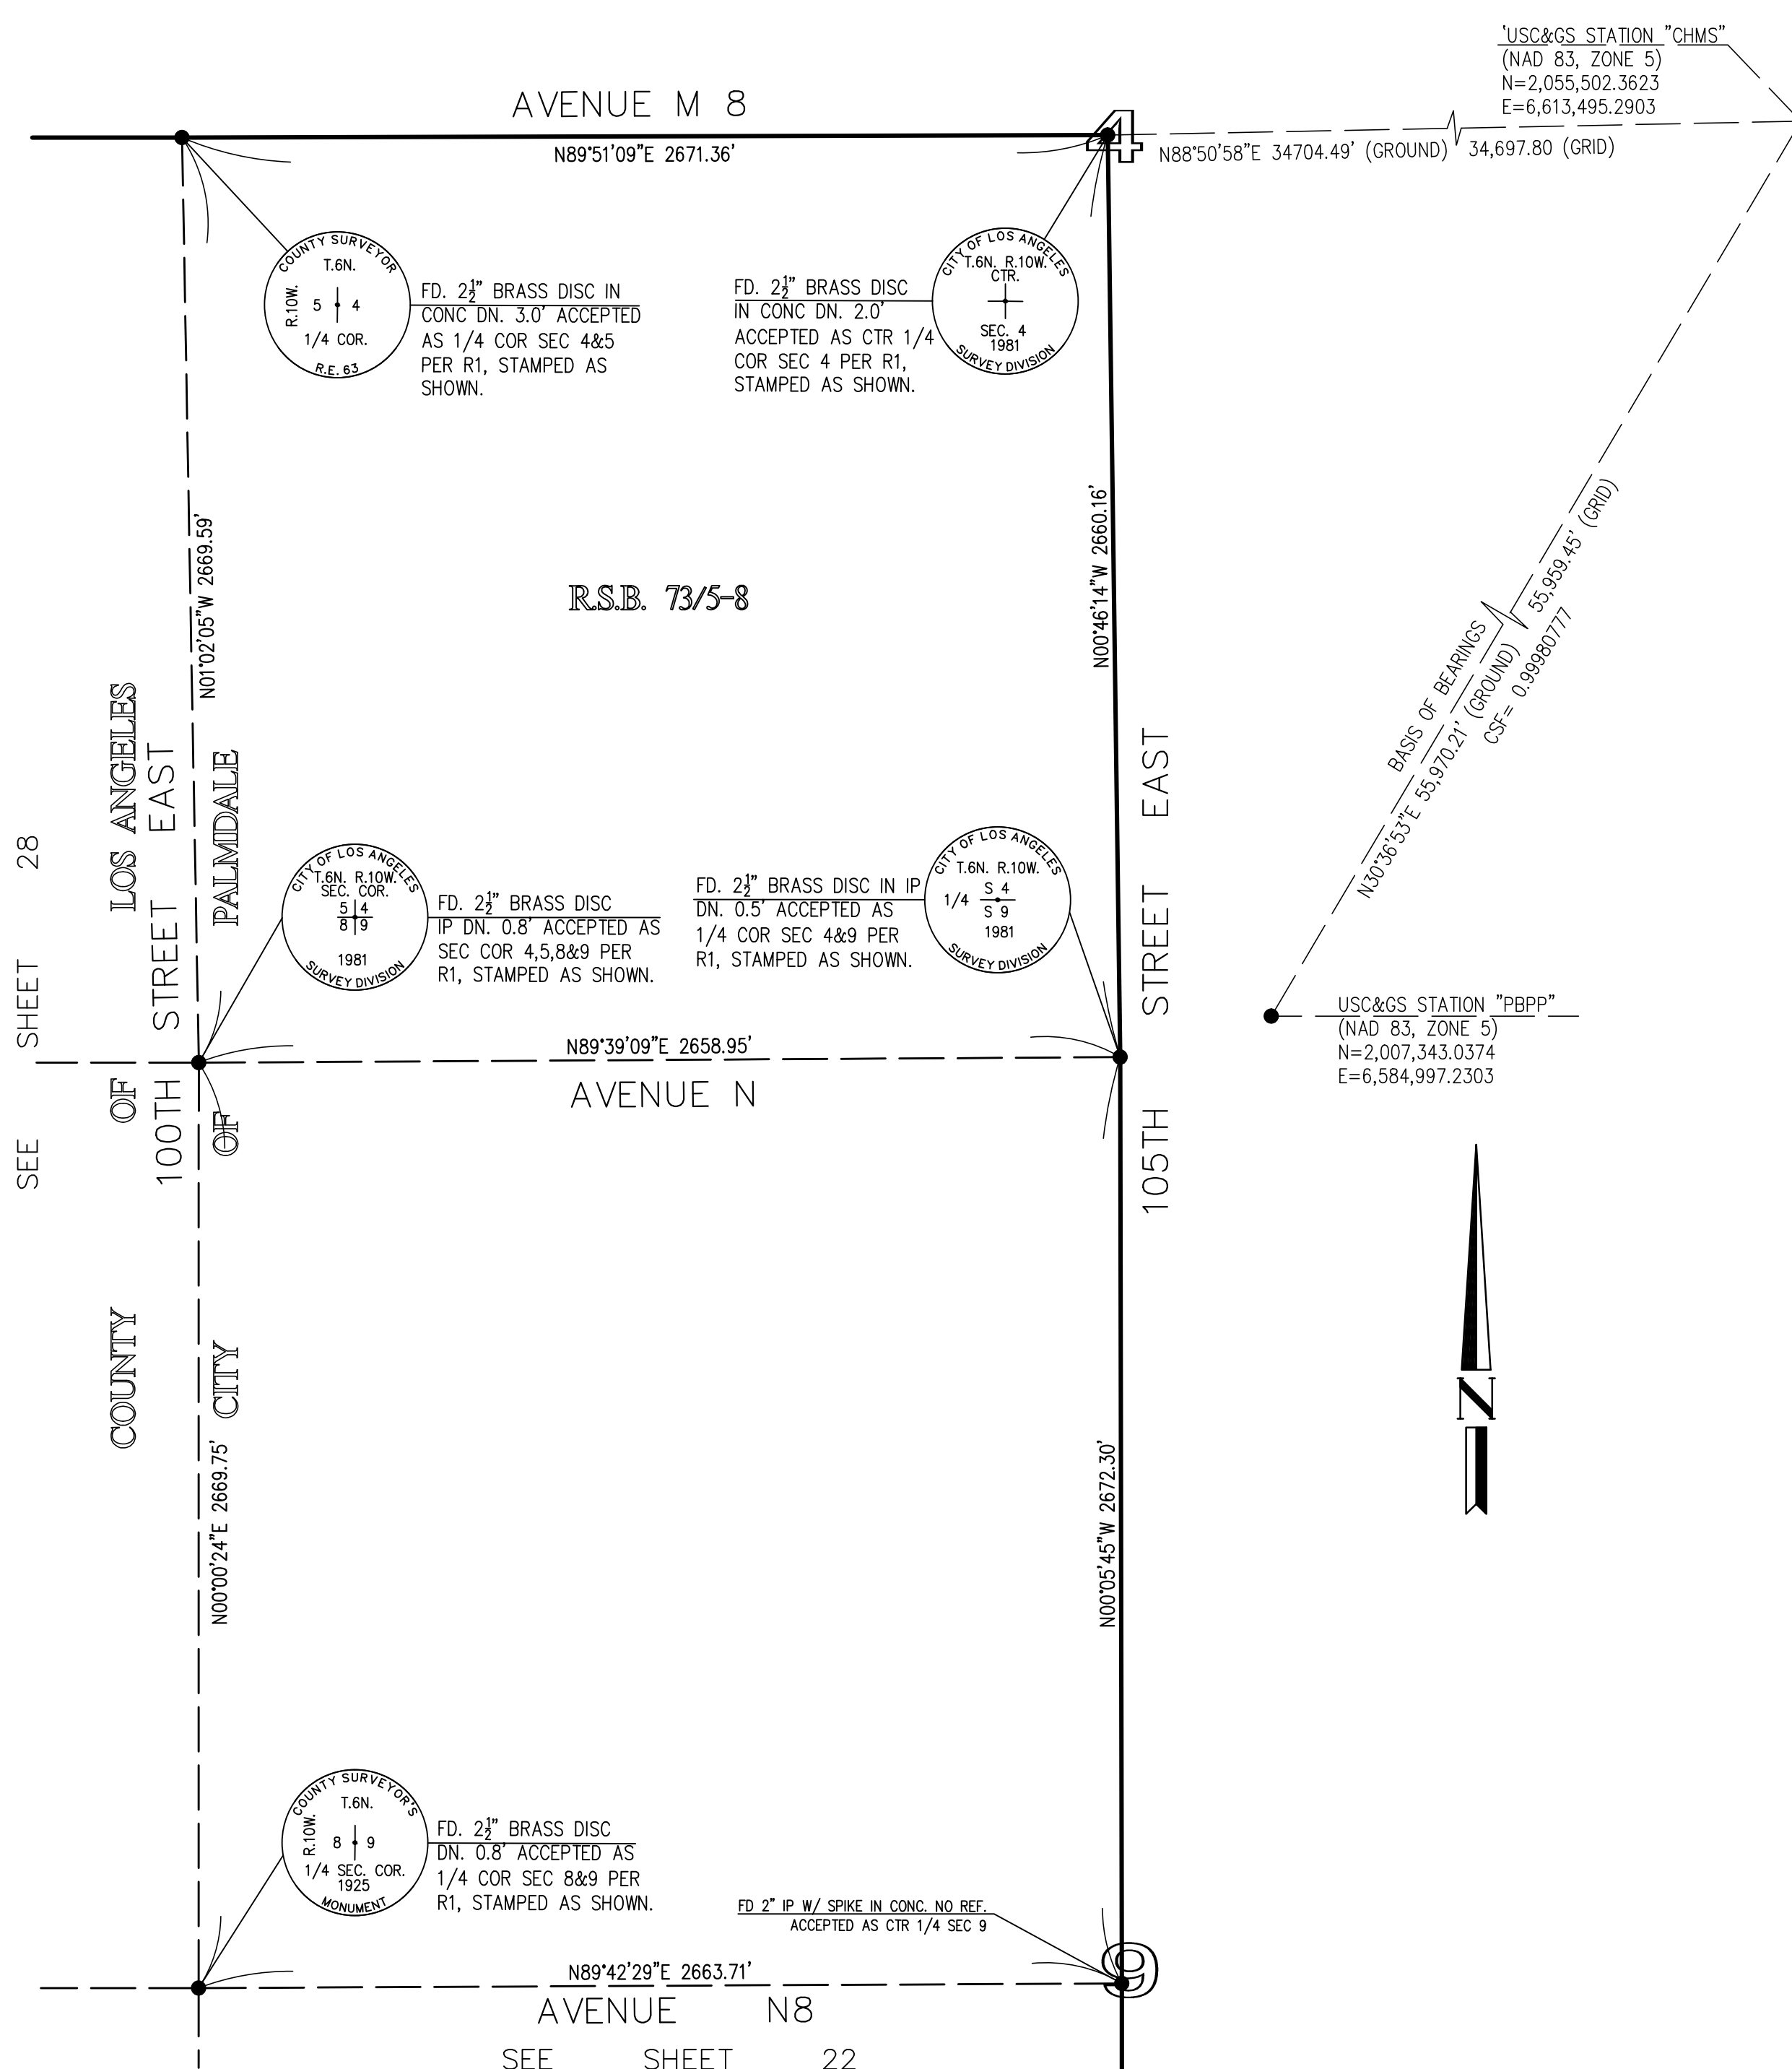 'USC&GS STATION "CHMS"
(NAD 83, ZONE 5)
N=2,055,502.3623
E=6,613,495.2903
AVENUE M 8
4
N89°51'09"E 2671.36'
N88°50'58"E 34704.49' (GROUND) 34,697.80 (GRID)
COUNTY SURVEYOR
T.6N.
R.10W.
5 4
1/4 COR.
R.E. 63
FD. 2½" BRASS DISC IN
CONC DN. 3.0' ACCEPTED
AS 1/4 COR SEC 4&5
PER R1, STAMPED AS
SHOWN.
FD. 2½" BRASS DISC
IN CONC DN. 2.0'
ACCEPTED AS CTR 1/4
COR SEC 4 PER R1,
STAMPED AS SHOWN.
CITY OF LOS ANGELES
T.6N. R.10W.
CTR.
SEC. 4
1981
SURVEY DIVISION
N01°02'05"W 2669.59'
R.S.B. 73/5-8
N00°46'14"W 2660.16'
BASIS OF BEARINGS
N30°36'53"E 55,970.21' (GROUND) 55,959.45' (GRID)
CSF= 0.99980777
SEE SHEET 28
COUNTY OF LOS ANGELES
100TH STREET EAST
CITY OF PALMDALE
CITY OF LOS ANGELES
T.6N. R.10W.
SEC. COR.
5 4
8 9
1981
SURVEY DIVISION
FD. 2½" BRASS DISC
IP DN. 0.8' ACCEPTED AS
SEC COR 4,5,8&9 PER
R1, STAMPED AS SHOWN.
FD. 2½" BRASS DISC IN IP
DN. 0.5' ACCEPTED AS
1/4 COR SEC 4&9 PER
R1, STAMPED AS SHOWN.
CITY OF LOS ANGELES
T.6N. R.10W.
1/4 S 4
S 9
1981
SURVEY DIVISION
105TH STREET EAST
USC&GS STATION "PBPP"
(NAD 83, ZONE 5)
N=2,007,343.0374
E=6,584,997.2303
N89°39'09"E 2658.95'
AVENUE N
N
N00°00'24"E 2669.75'
N00°05'45"W 2672.30'
COUNTY SURVEYOR'S
T.6N.
R.10W.
8 9
1/4 SEC. COR.
1925
MONUMENT
FD. 2½" BRASS DISC
DN. 0.8' ACCEPTED AS
1/4 COR SEC 8&9 PER
R1, STAMPED AS SHOWN.
FD 2" IP W/ SPIKE IN CONC. NO REF.
ACCEPTED AS CTR 1/4 SEC 9
9
N89°42'29"E 2663.71'
AVENUE N8
SEE SHEET 22